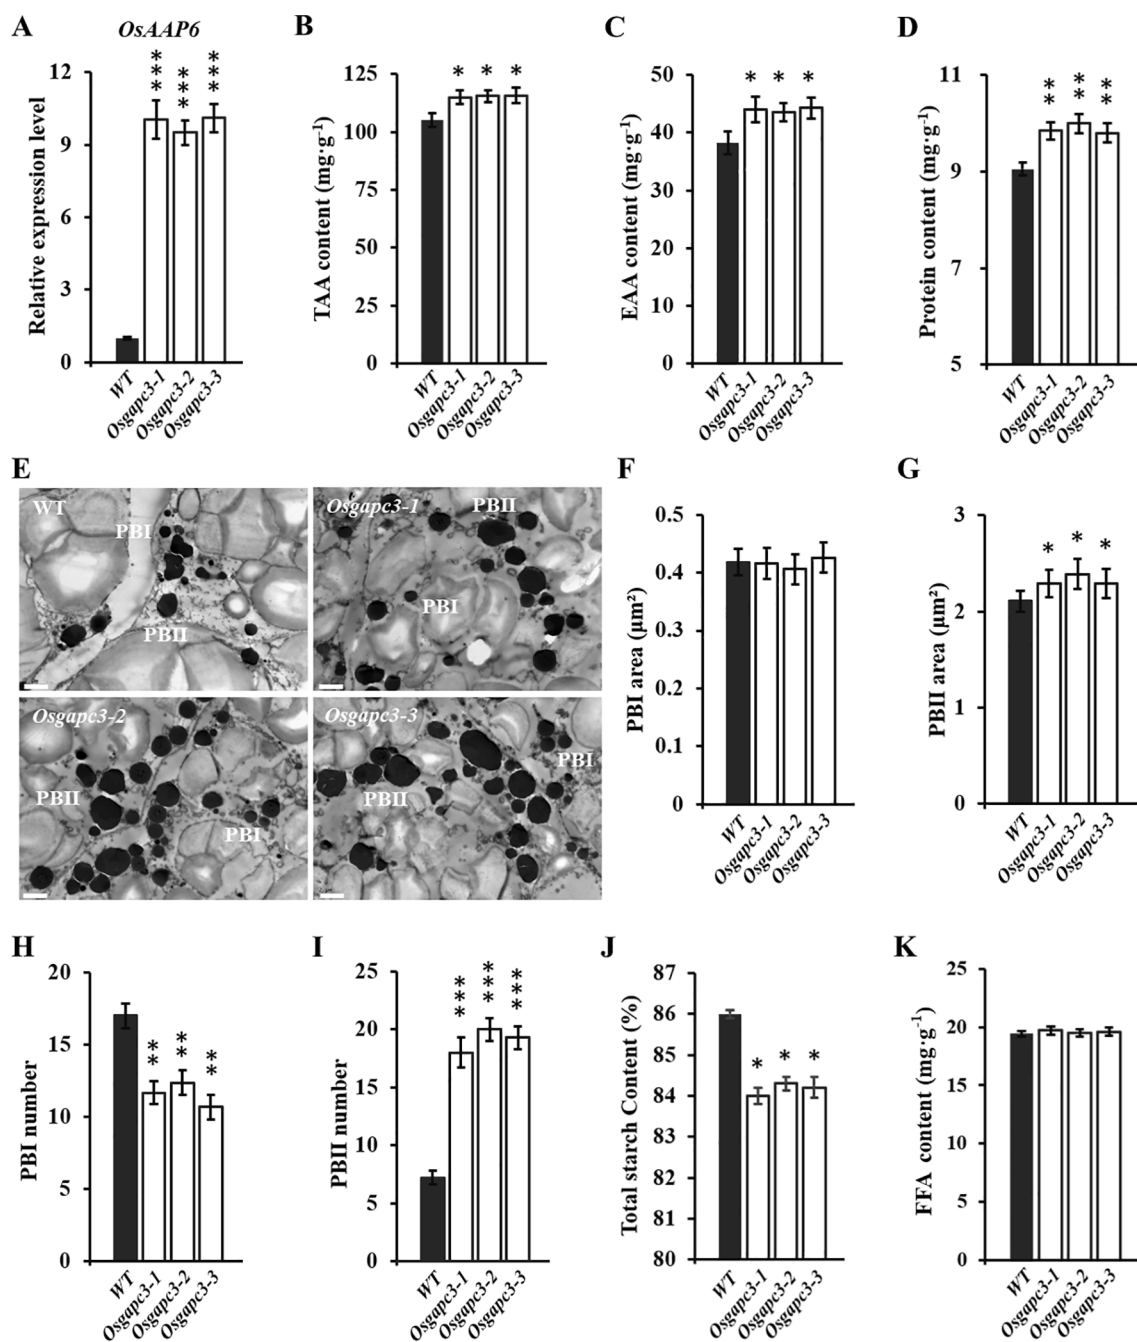 A
OsAAP6
Relative expression level
12
9
6
3
0
***
***
***
WT
Osgapc3-1
Osgapc3-2
Osgapc3-3
B
TAA content (mg·g⁻¹)
125
100
75
50
25
0
*
*
*
WT
Osgapc3-1
Osgapc3-2
Osgapc3-3
C
EAA content (mg·g⁻¹)
50
40
30
20
10
0
*
*
*
WT
Osgapc3-1
Osgapc3-2
Osgapc3-3
D
Protein content (mg·g⁻¹)
11
9
7
5
**
**
**
WT
Osgapc3-1
Osgapc3-2
Osgapc3-3
E
WT
PBI
PBII
Osgapc3-1
PBII
PBI
Osgapc3-2
PBII
PBI
Osgapc3-3
PBI
PBII
F
PBI area (µm²)
0.5
0.4
0.3
0.2
0.1
0
WT
Osgapc3-1
Osgapc3-2
Osgapc3-3
G
PBII area (µm²)
3
2
1
0
*
*
*
WT
Osgapc3-1
Osgapc3-2
Osgapc3-3
H
PBI number
20
15
10
5
0
**
**
**
WT
Osgapc3-1
Osgapc3-2
Osgapc3-3
I
PBII number
25
20
15
10
5
0
***
***
***
WT
Osgapc3-1
Osgapc3-2
Osgapc3-3
J
Total starch Content (%)
87
86
85
84
83
82
81
80
*
*
*
WT
Osgapc3-1
Osgapc3-2
Osgapc3-3
K
FFA content (mg·g⁻¹)
25
20
15
10
5
0
WT
Osgapc3-1
Osgapc3-2
Osgapc3-3